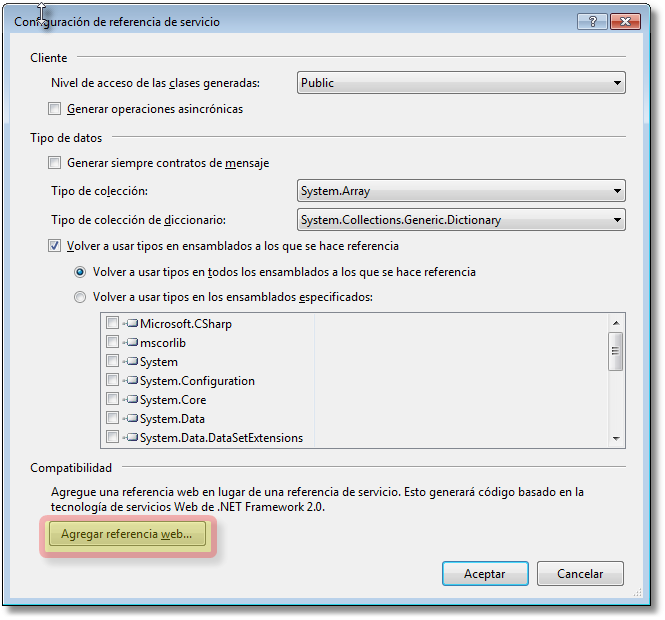 Configuración de referencia de servicio
Cliente
Nivel de acceso de las clases generadas: Public
Generar operaciones asincrónicas
Tipo de datos
Generar siempre contratos de mensaje
Tipo de colección: System.Array
Tipo de colección de diccionario: System.Collections.Generic.Dictionary
Volver a usar tipos en ensamblados a los que se hace referencia
Volver a usar tipos en todos los ensamblados a los que se hace referencia
Volver a usar tipos en los ensamblados especificados:
Microsoft.CSharp
mscorlib
System
System.Configuration
System.Core
System.Data
System.Data.DataSetExtensions
Compatibilidad
Agregue una referencia web en lugar de una referencia de servicio. Esto generará código basado en la
tecnología de servicios Web de .NET Framework 2.0.
Agregar referencia web...
Aceptar Cancelar